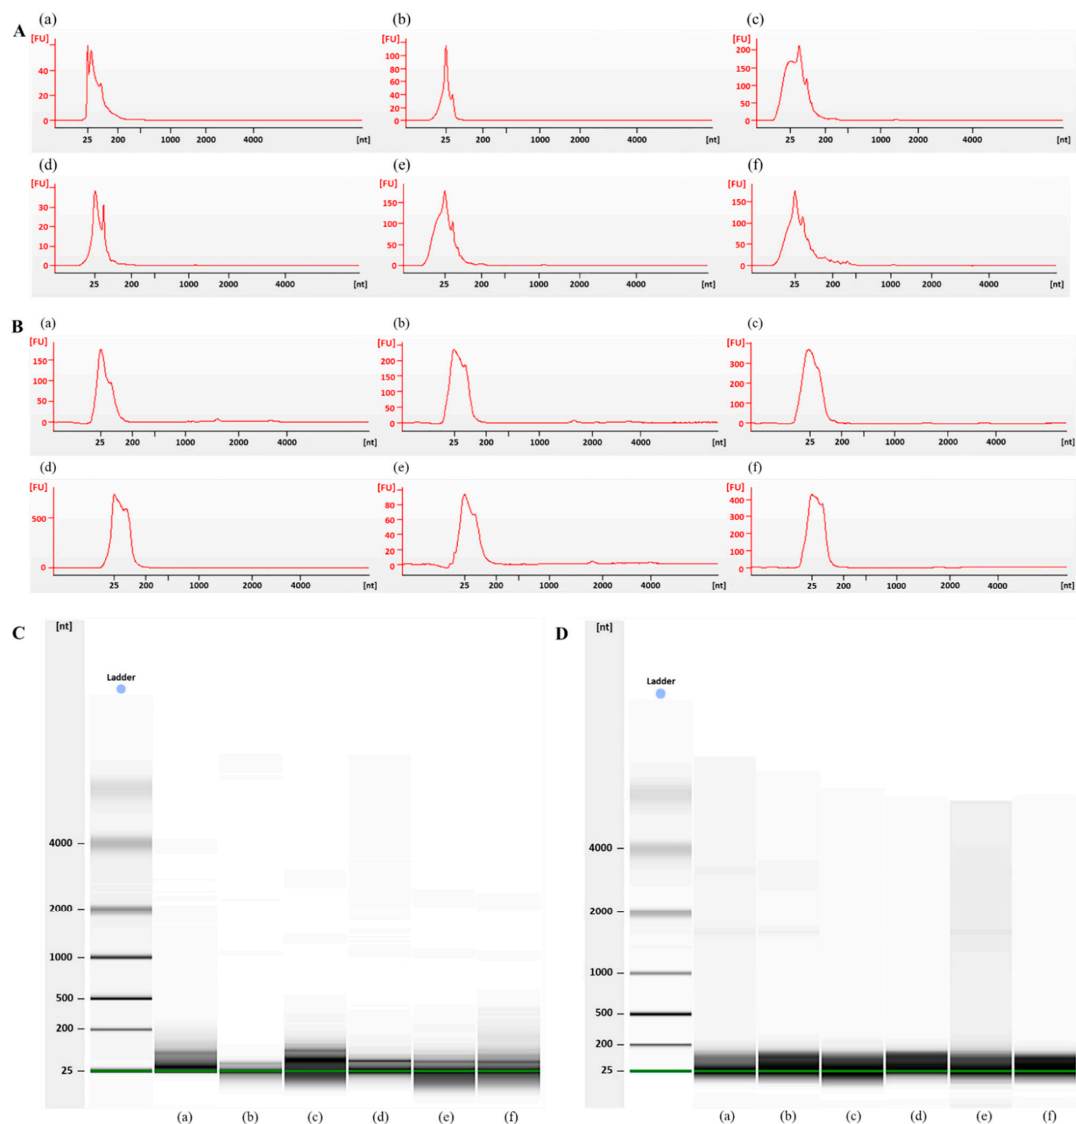 A
(a) (b) (c)
[FU] [FU] [FU]
40 20 0
120 100 80 60 40 20 0
200 150 100 50 0
25 200 1000 2000 4000 [nt] 25 200 1000 2000 4000 [nt] 25 200 1000 2000 4000 [nt]
(d) (e) (f)
[FU] [FU] [FU]
30 20 10 0
150 100 50 0
150 100 50 0
25 200 1000 2000 4000 [nt] 25 200 1000 2000 4000 [nt] 25 200 1000 2000 4000 [nt]
B
(a) (b) (c)
[FU] [FU] [FU]
150 100 50 0
200 150 100 50 0
300 200 100 0
25 200 1000 2000 4000 [nt] 25 200 1000 2000 4000 [nt] 25 200 1000 2000 4000 [nt]
(d) (e) (f)
[FU] [FU] [FU]
500 0
80 60 40 20 0
400 300 200 100 0
25 200 1000 2000 4000 [nt] 25 200 1000 2000 4000 [nt] 25 200 1000 2000 4000 [nt]
C
[nt]
Ladder
4000
2000
1000
500
200
25
(a) (b) (c) (d) (e) (f)
D
[nt]
Ladder
4000
2000
1000
500
200
25
(a) (b) (c) (d) (e) (f)